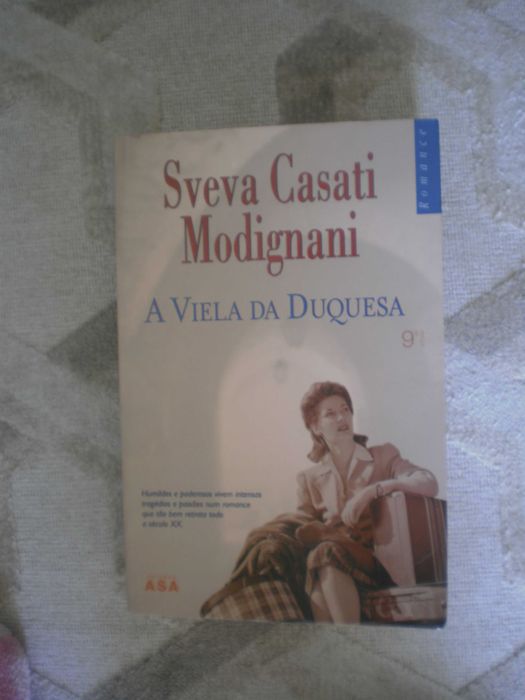 Romance
Sveva Casati
Modignani
A VIELA DA DUQUESA
9ª
Humildes e poderosos vivem intensas
tragédias e paixões num romance
que tão bem retrata todo
o século XX.
ASA